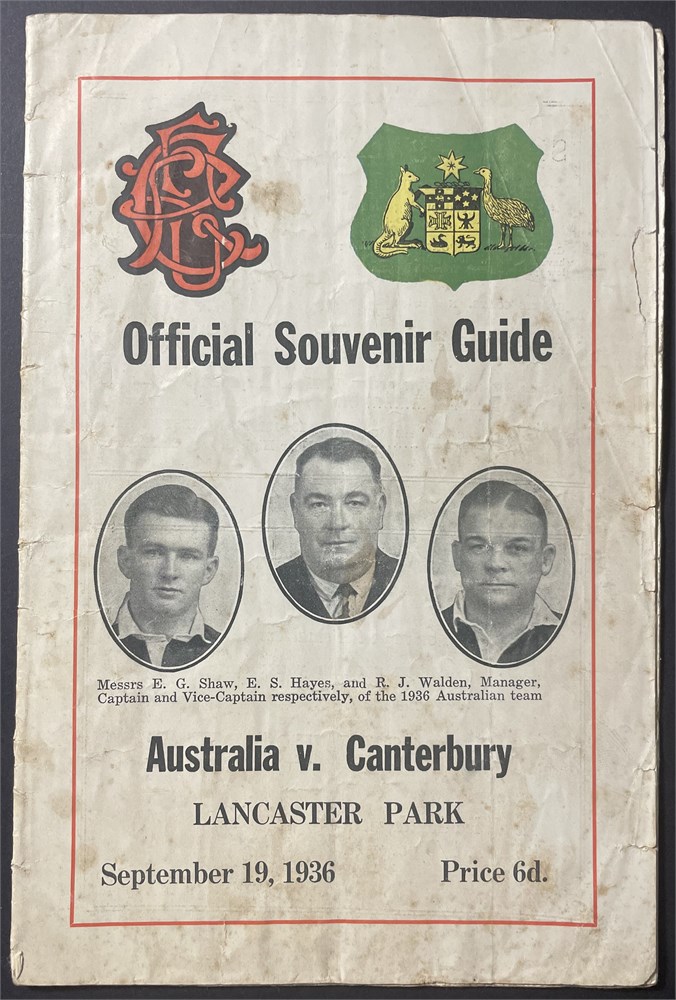 Official Souvenir Guide
Messrs E. G. Shaw, E. S. Hayes, and R. J. Walden, Manager,
Captain and Vice-Captain respectively, of the 1936 Australian team
Australia v. Canterbury
LANCASTER PARK
September 19, 1936 Price 6d.